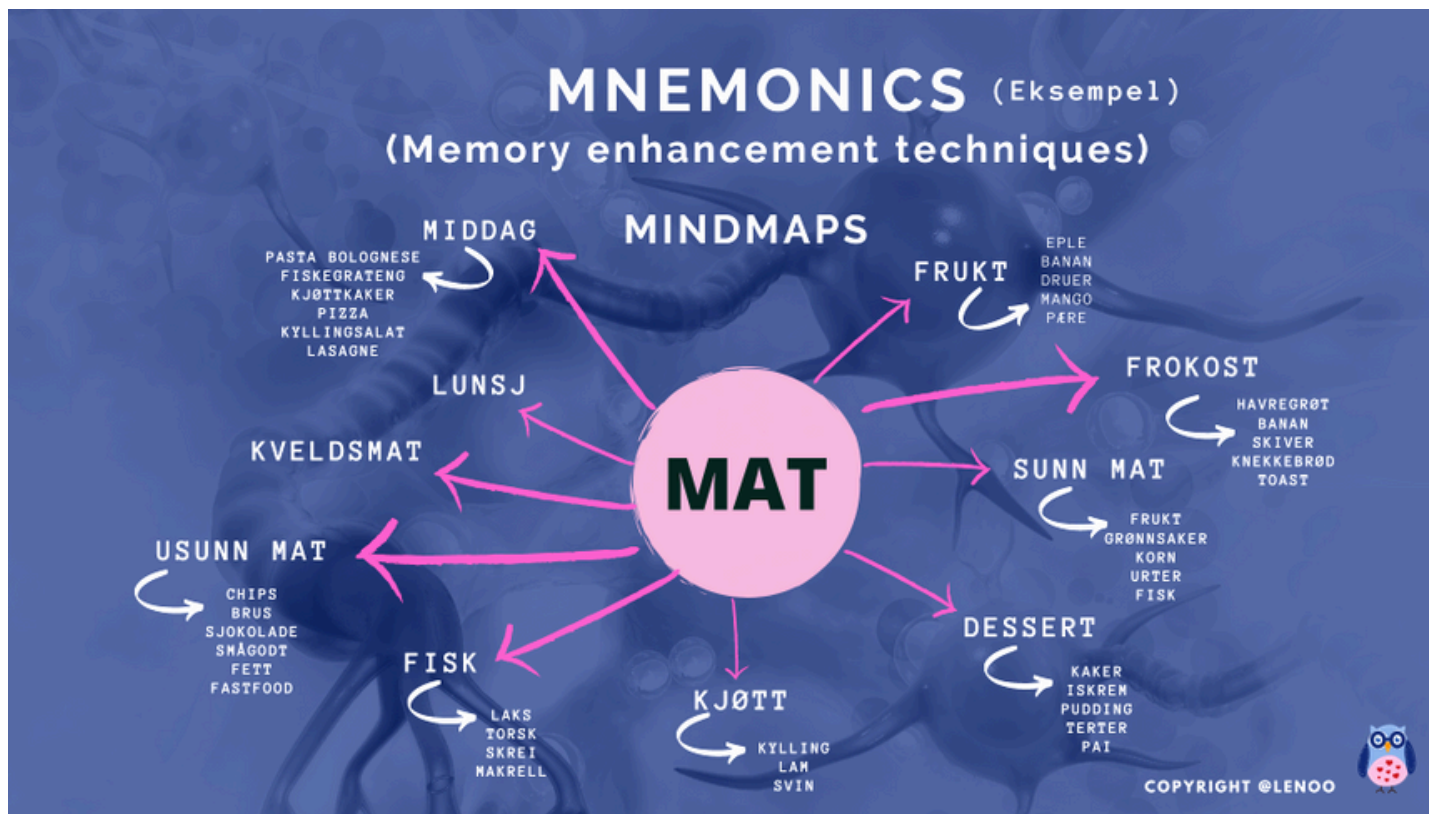 MNEMONICS (Eksempel)
(Memory enhancement techniques)
MINDMAPS
MIDDAG
PASTA BOLOGNESE
FISKEGRATENG
KJØTTKAKER
PIZZA
KYLLINGSALAT
LASAGNE
FRUKT
EPLE
BANAN
DRUER
MANGO
PÆRE
LUNSJ
FROKOST
HAVREGRØT
BANAN
SKIVER
KNEKKEBRØD
TOAST
KVELDSMAT
MAT
SUNN MAT
FRUKT
GRØNNSAKER
KORN
URTER
FISK
USUNN MAT
CHIPS
BRUS
SJOKOLADE
SMÅGODT
FETT
FASTFOOD
DESSERT
KAKER
ISKREM
PUDDING
TERTER
PAI
FISK
LAKS
TORSK
SKREI
MAKRELL
KJØTT
KYLLING
LAM
SVIN
COPYRIGHT @LENOO